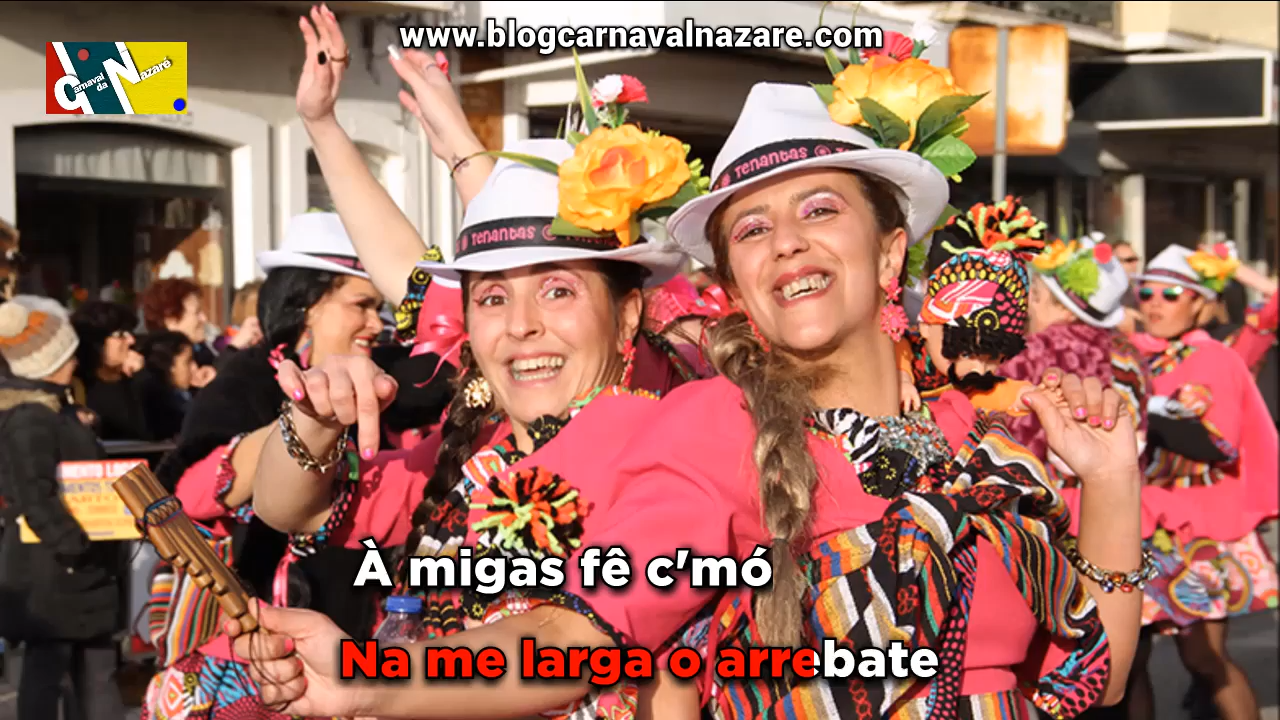 www.blogcarnavalnazare.com
Carnaval
da
Nazaré
Tenantas
Tenantas
À migas fê c'mó
Na me larga o arrebate